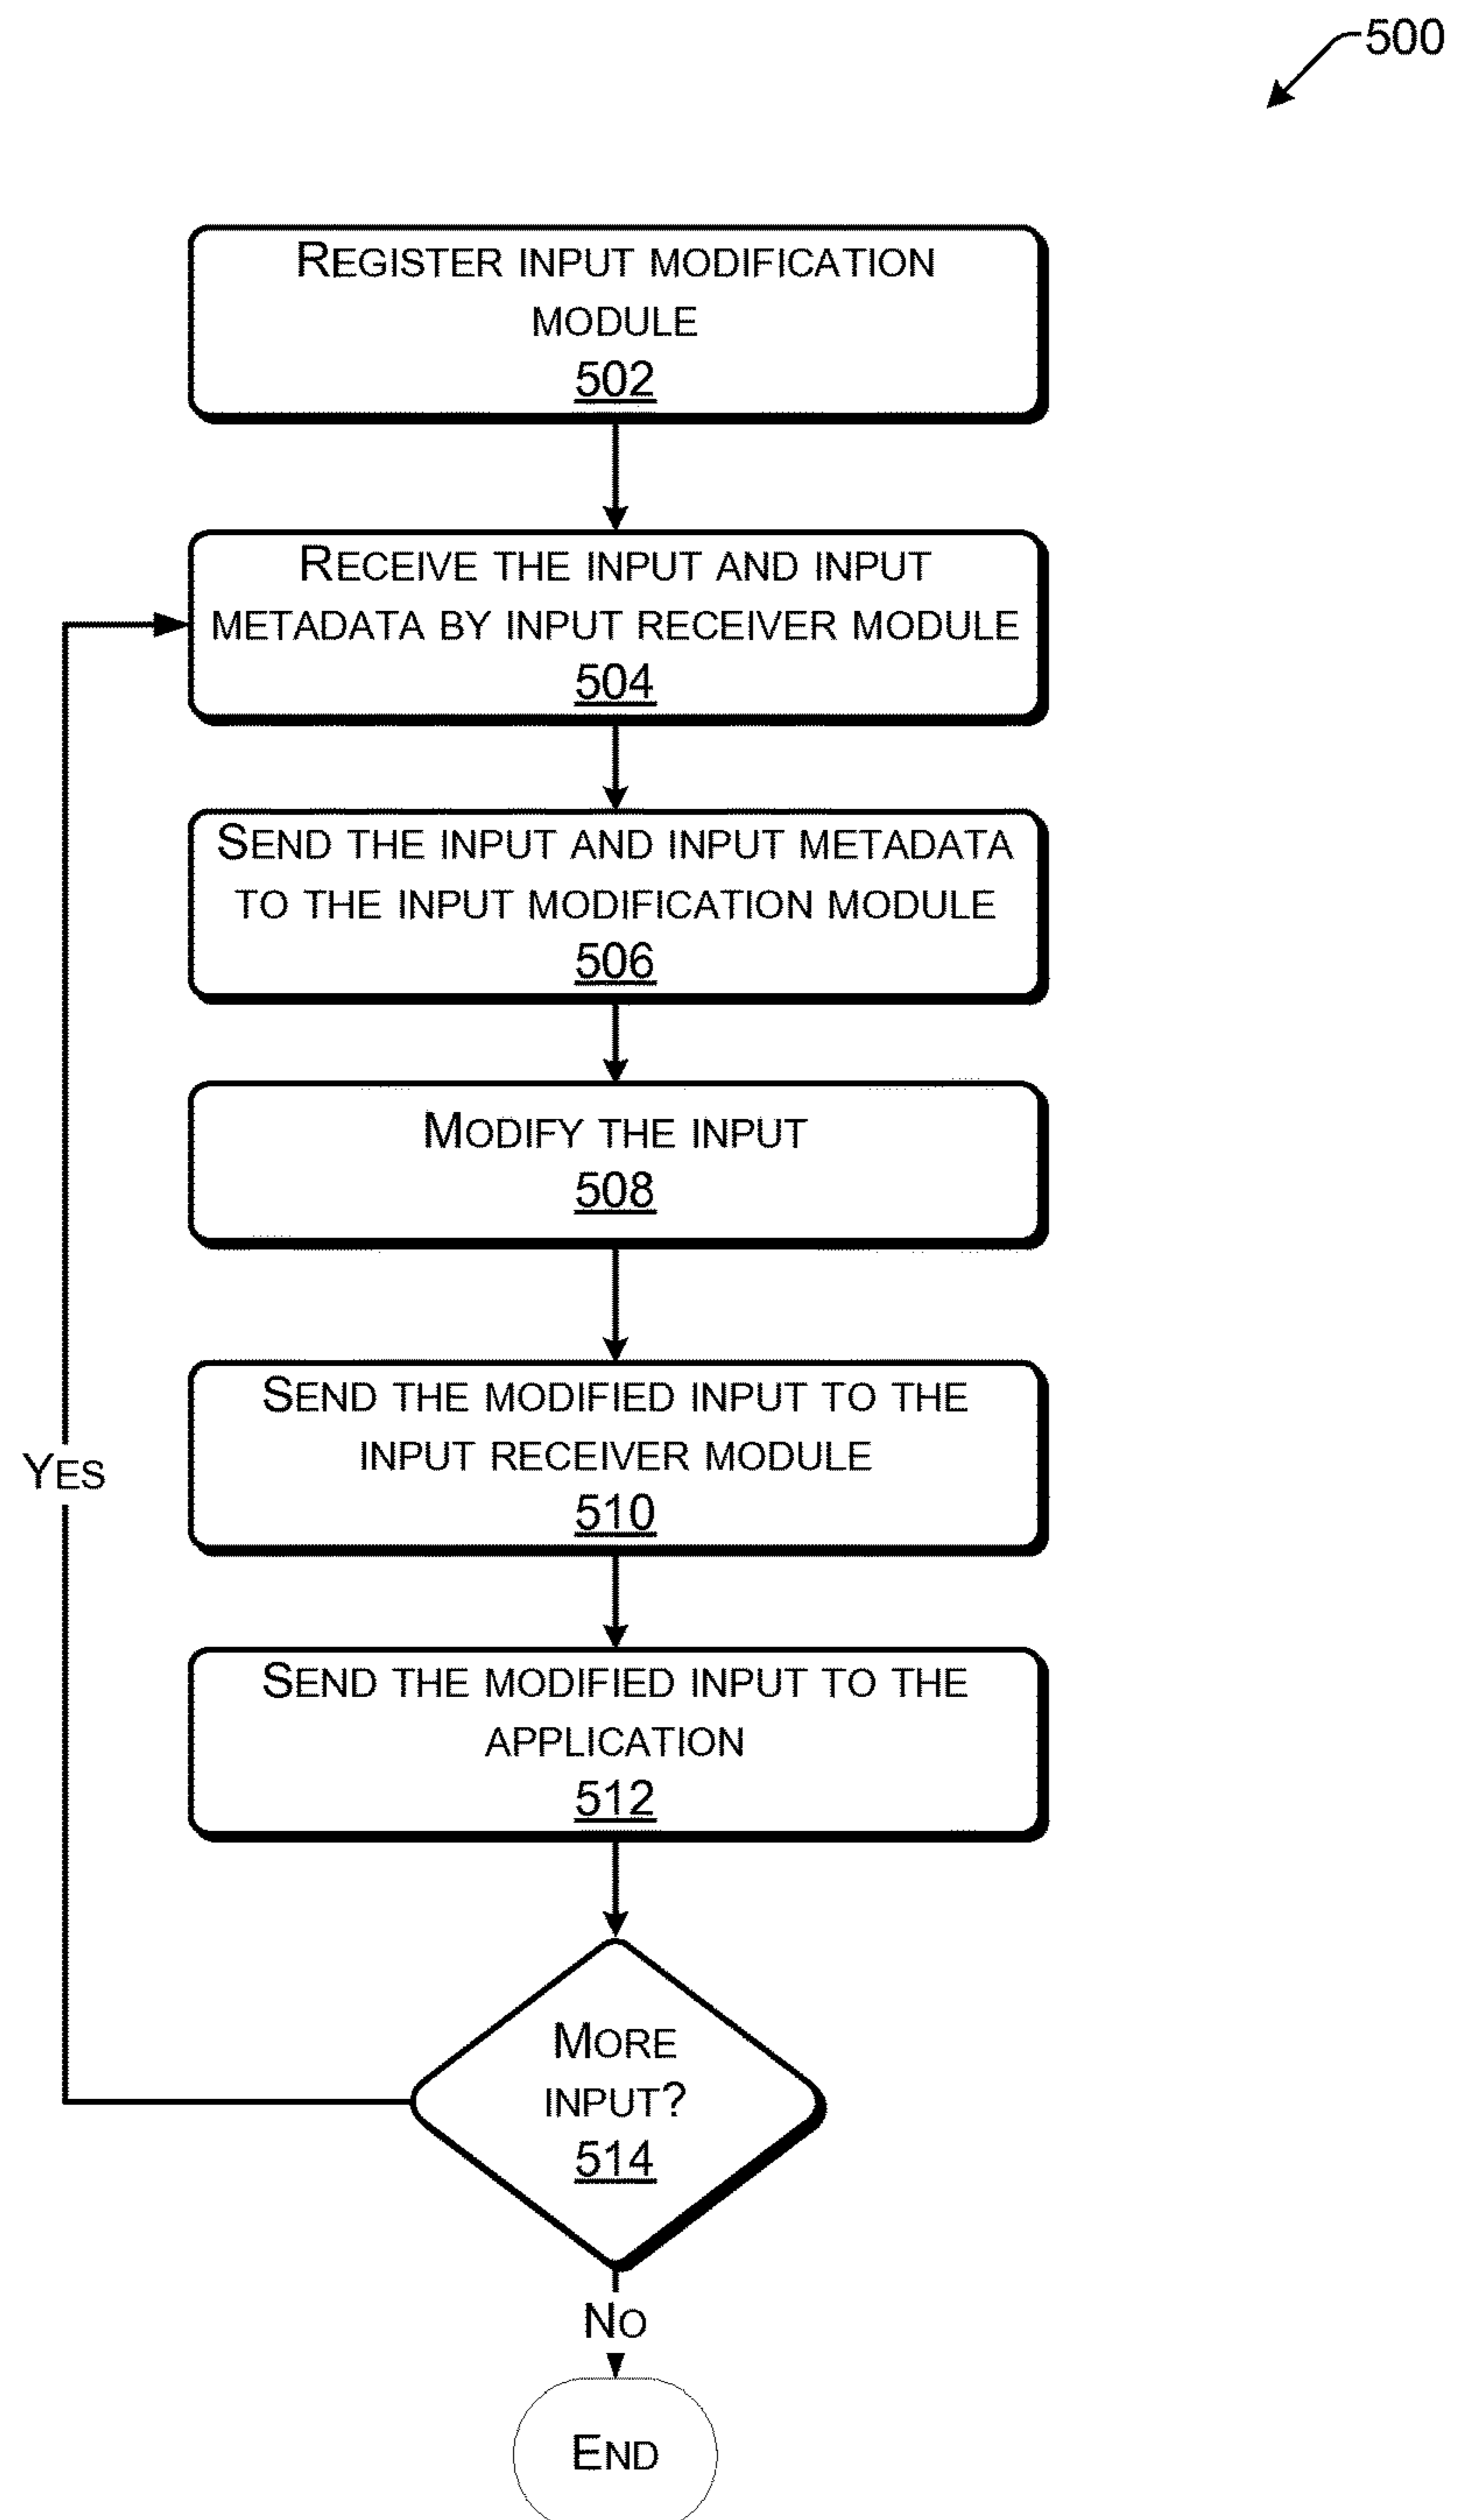 500
REGISTER INPUT MODIFICATION
MODULE
502
RECEIVE THE INPUT AND INPUT
METADATA BY INPUT RECEIVER MODULE
504
SEND THE INPUT AND INPUT METADATA
TO THE INPUT MODIFICATION MODULE
506
MODIFY THE INPUT
508
SEND THE MODIFIED INPUT TO THE
INPUT RECEIVER MODULE
510
YES
SEND THE MODIFIED INPUT TO THE
APPLICATION
512
MORE
INPUT?
514
NO
END